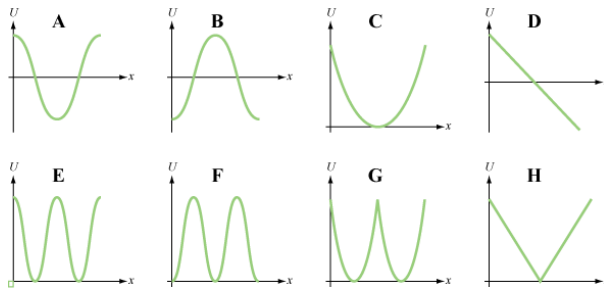 U A x
U B x
U C x
U D x
U E x
U F x
U G x
U H x